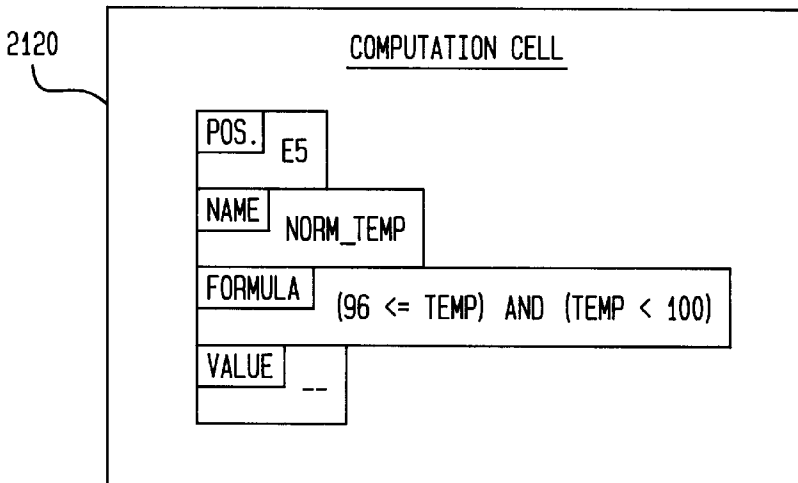 2120
COMPUTATION CELL
POS.
E5
NAME
NORM_TEMP
FORMULA
(96 <= TEMP) AND (TEMP < 100)
VALUE
--